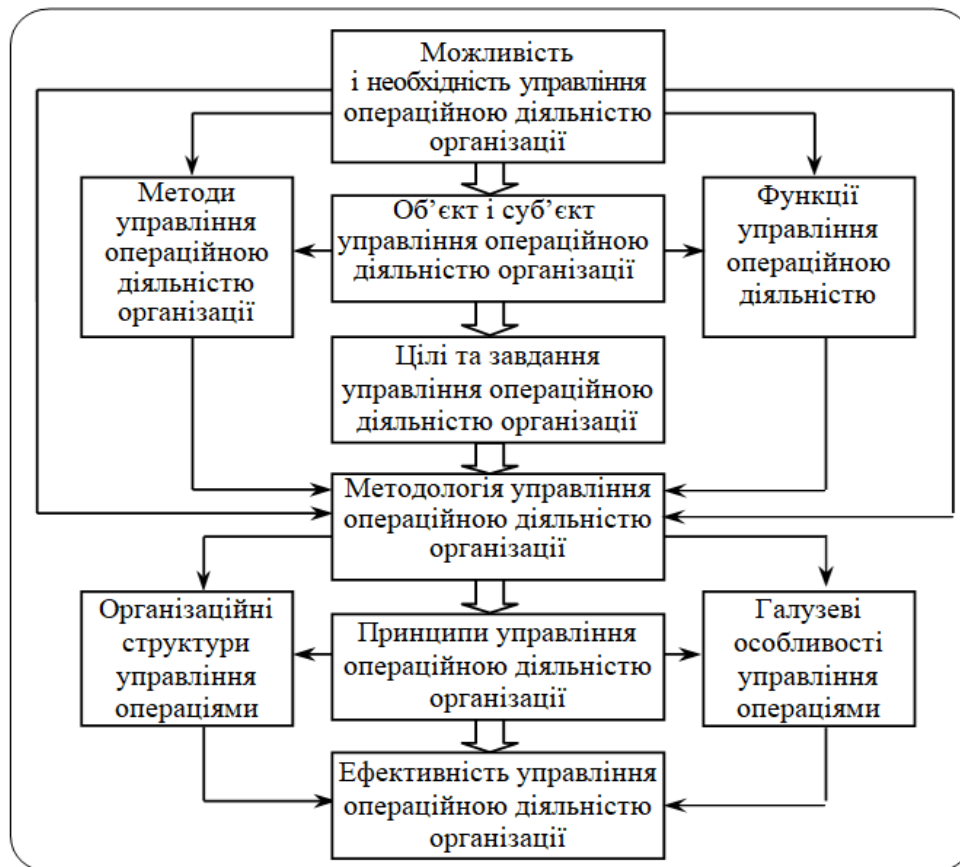 Можливість
і необхідність управління
операційною діяльністю
організації
Методи
управління
операційною
діяльністю
організації
Об’єкт і суб’єкт
управління операційною
діяльністю організації
Функції
управління
операційною
діяльністю
Цілі та завдання
управління операційною
діяльністю організації
Методологія управління
операційною діяльністю
організації
Організаційні
структури
управління
операціями
Принципи управління
операційною діяльністю
організації
Галузеві
особливості
управління
операціями
Ефективність управління
операційною діяльністю
організації